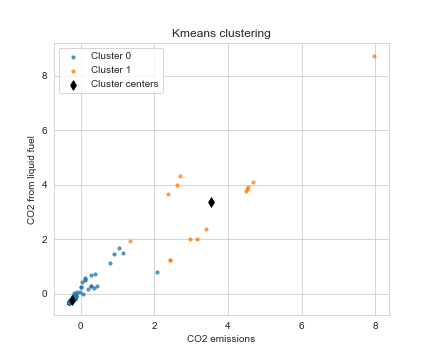 Kmeans clustering
Cluster 0
Cluster 1
Cluster centers
8
6
4
2
0
CO2 from liquid fuel
0 2 4 6 8
CO2 emissions